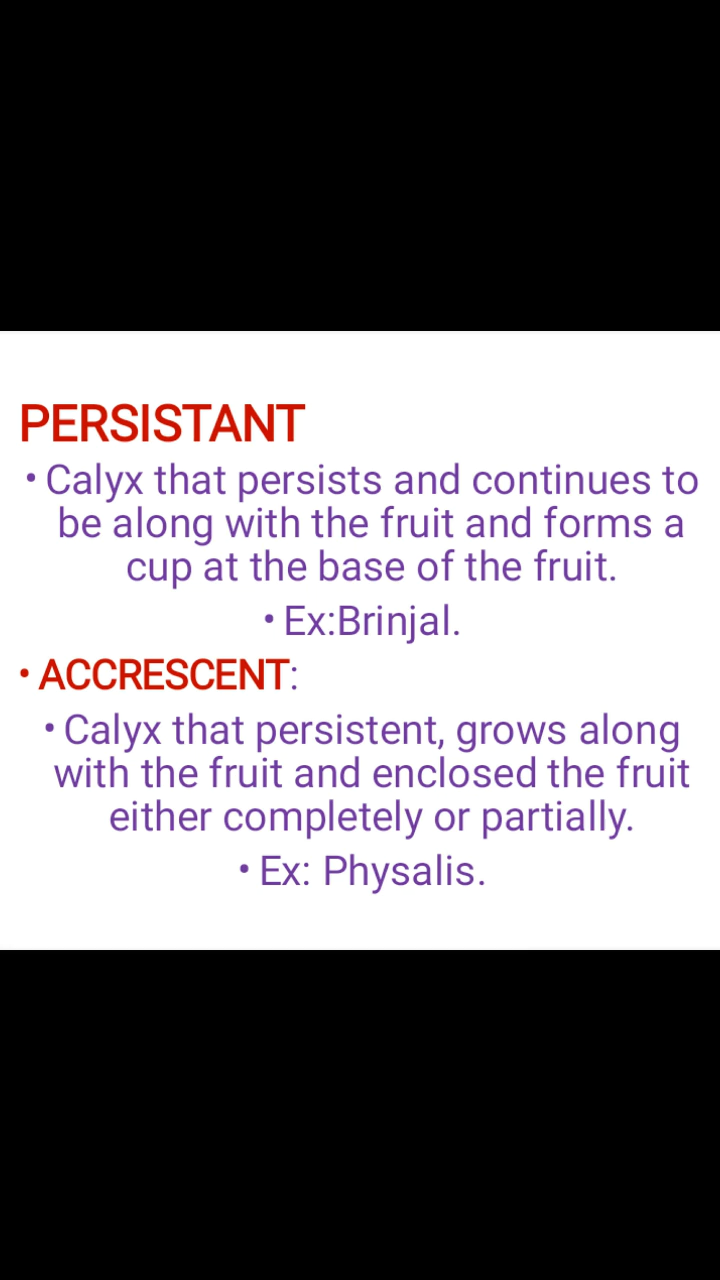 PERSISTANT
• Calyx that persists and continues to
be along with the fruit and forms a
cup at the base of the fruit.
• Ex:Brinjal.
• ACCRESCENT:
• Calyx that persistent, grows along
with the fruit and enclosed the fruit
either completely or partially.
• Ex: Physalis.